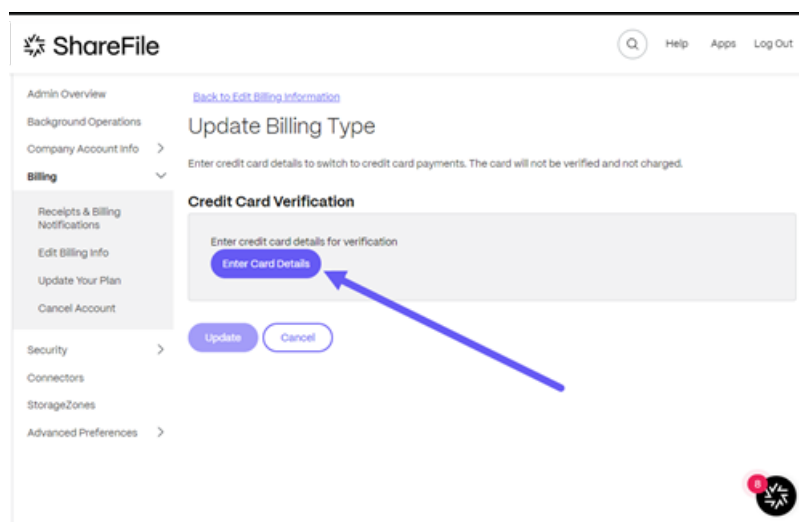 ShareFile
Help Apps Log Out
Admin Overview
Background Operations
Company Account Info
Billing
Receipts & Billing
Notifications
Edit Billing Info
Update Your Plan
Cancel Account
Security
Connectors
StorageZones
Advanced Preferences
Back to Edit Billing Information
Update Billing Type
Enter credit card details to switch to credit card payments. The card will not be verified and not charged.
Credit Card Verification
Enter credit card details for verification
Enter Card Details
Update Cancel
8